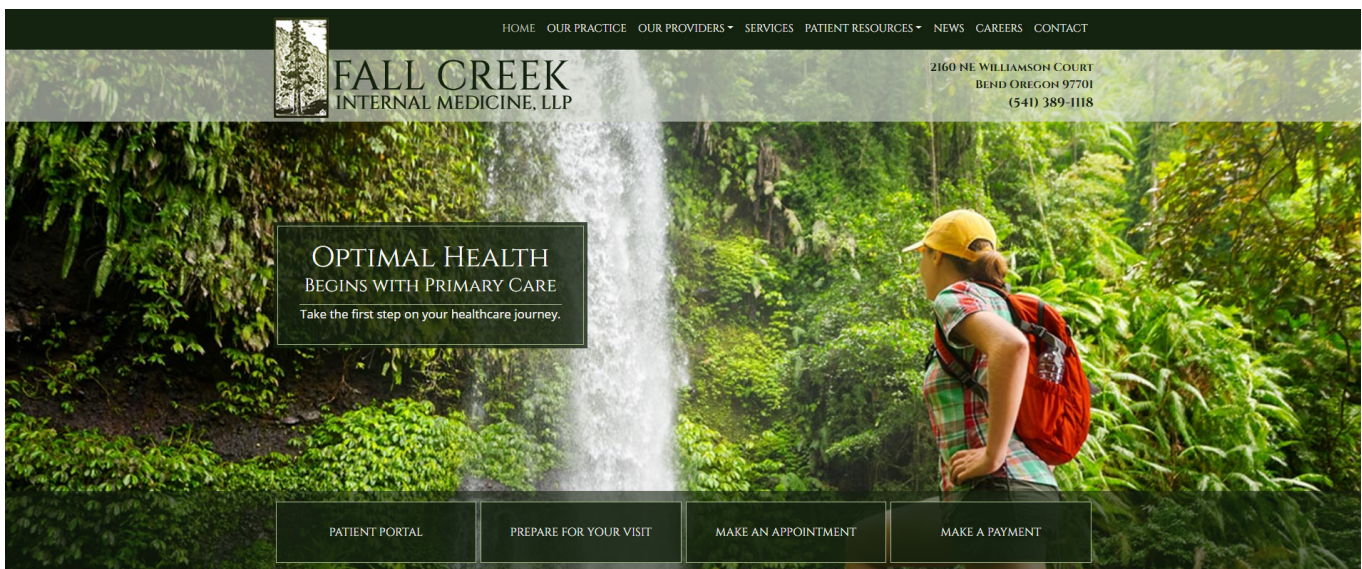 HOME OUR PRACTICE OUR PROVIDERS SERVICES PATIENT RESOURCES NEWS CAREERS CONTACT
FALL CREEK
INTERNAL MEDICINE, LLP
2160 NE Williamson Court
Bend Oregon 97701
(541) 389-1118
Optimal Health
Begins with Primary Care
Take the first step on your healthcare journey.
PATIENT PORTAL PREPARE FOR YOUR VISIT MAKE AN APPOINTMENT MAKE A PAYMENT